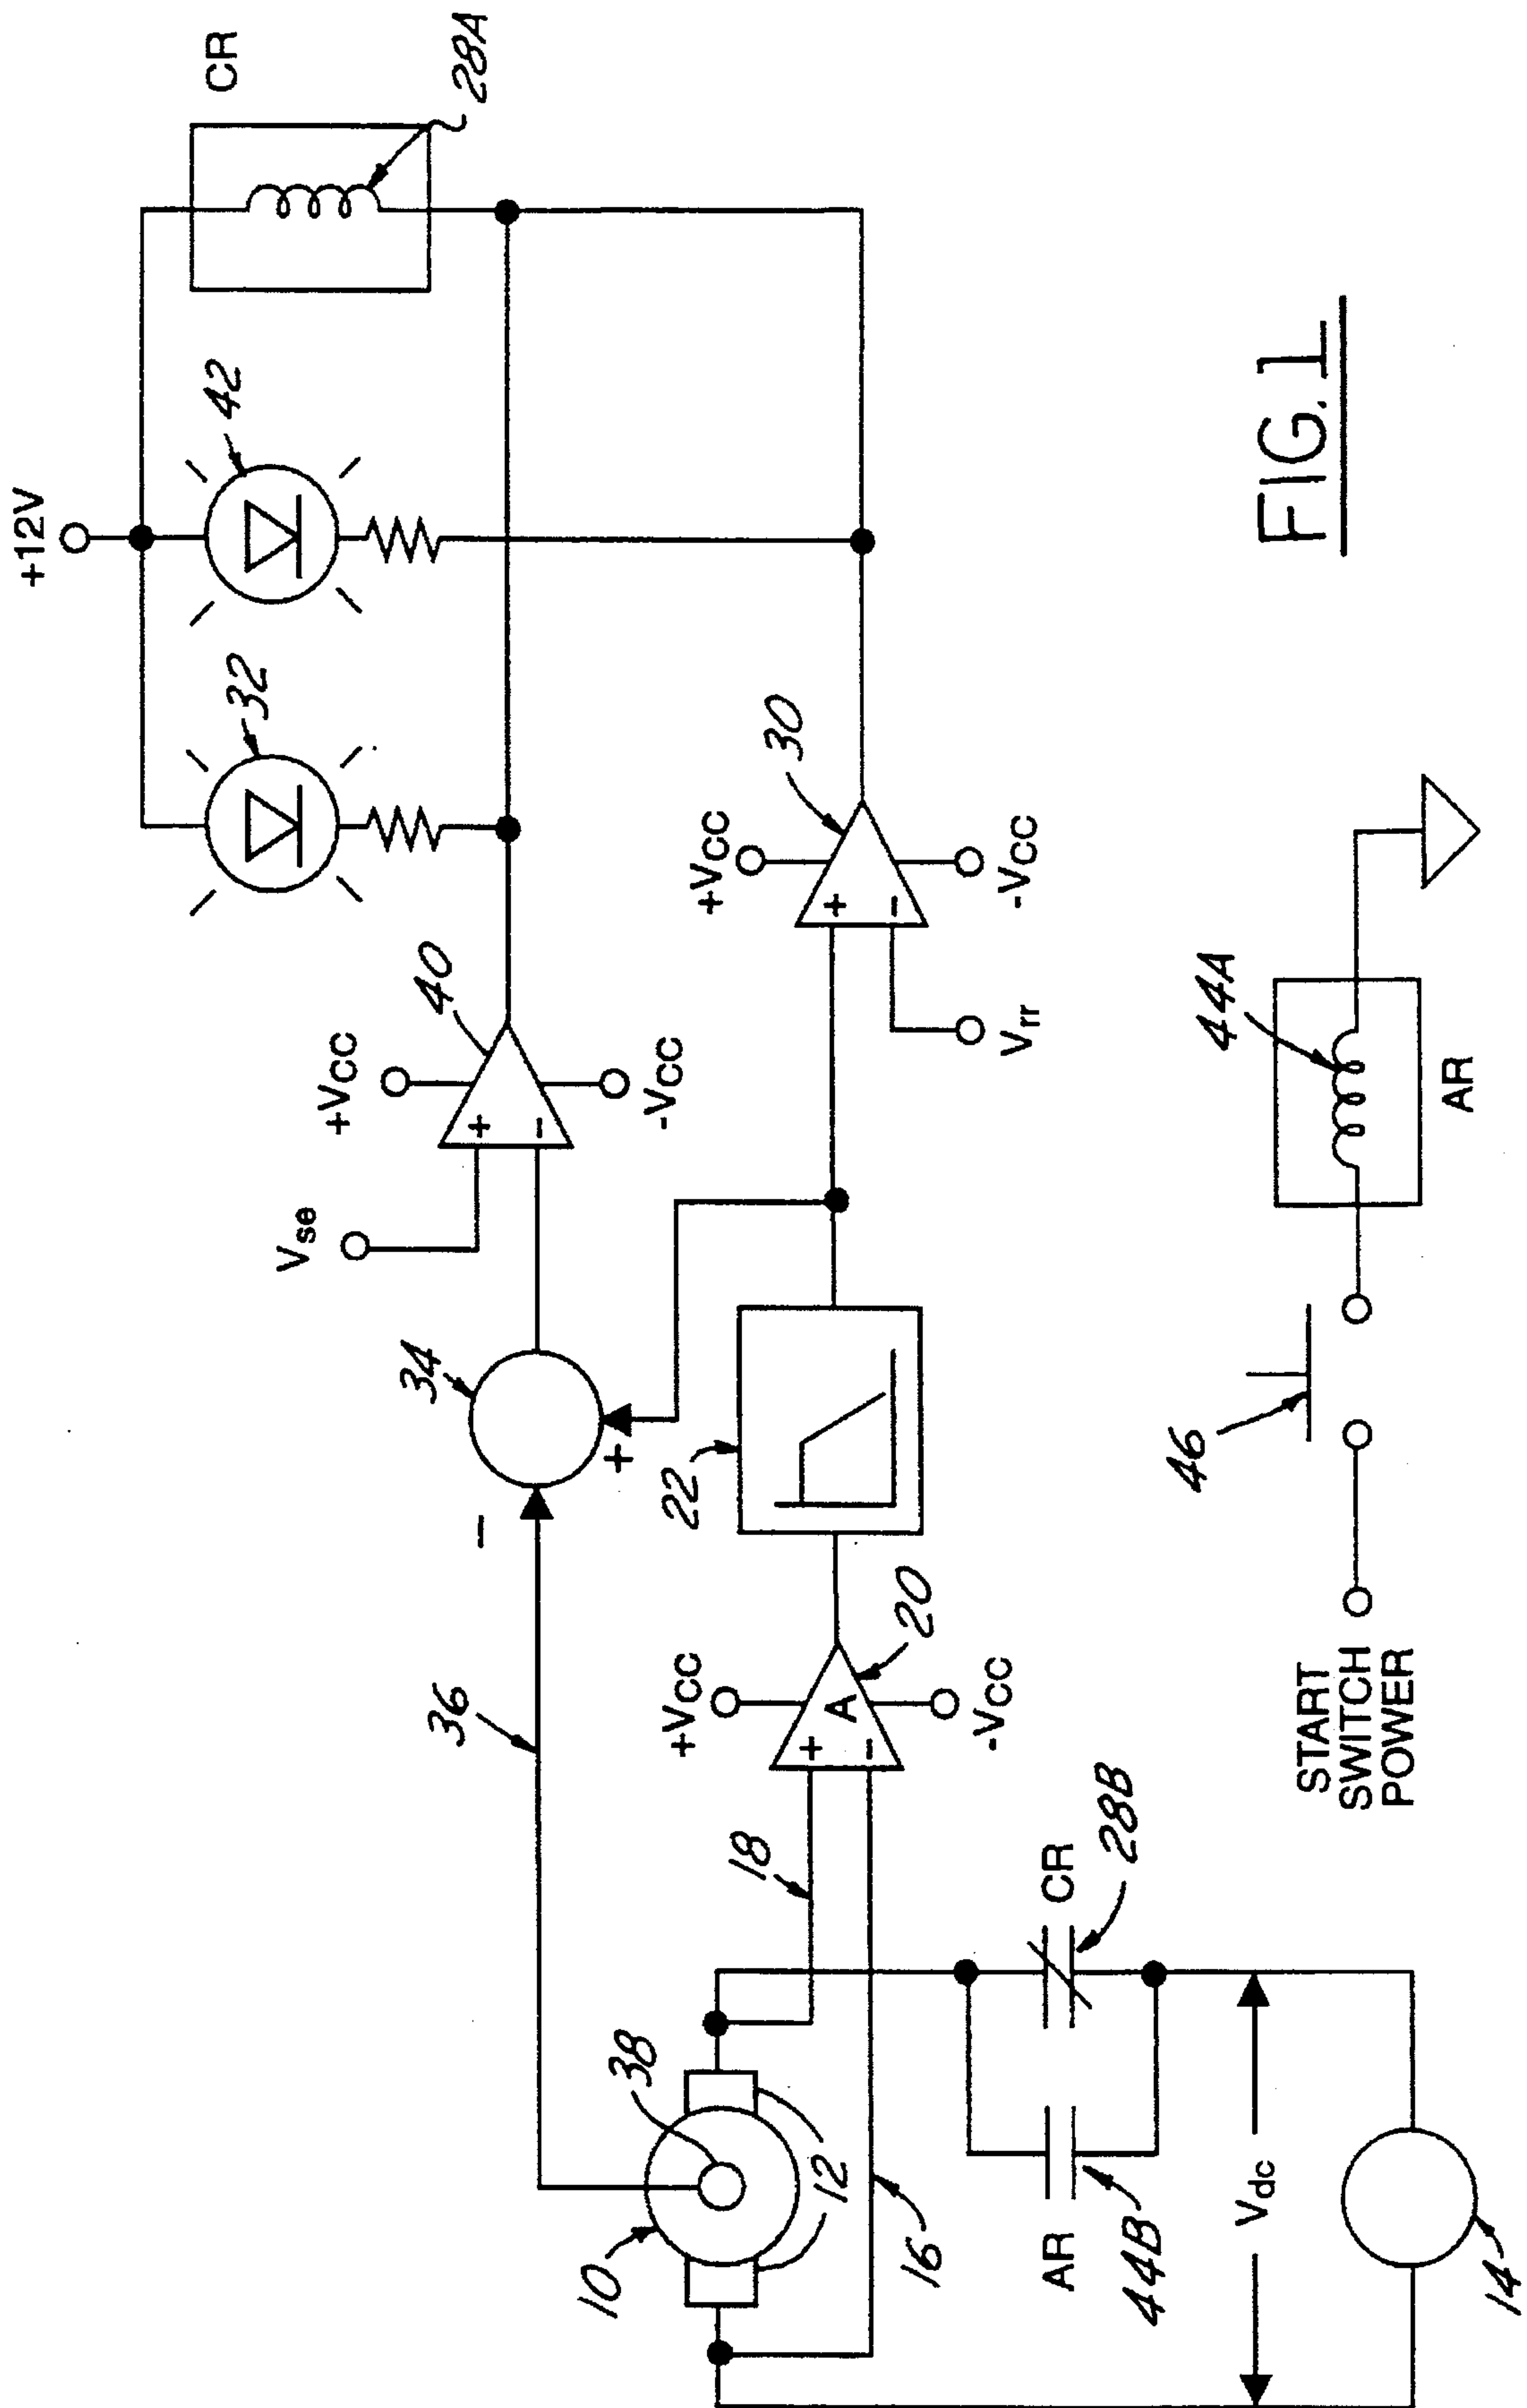 +12V
CR
28A
32
42
Vse
+VCC
40
-VCC
34
+
-
+
-
36
22
+VCC
30
+
-
-VCC
Vrr
+VCC
A
+
-
20
-VCC
18
38
10
12
16
CR
28B
AR
44B
Vdc
14
START
SWITCH
POWER
46
44A
AR
FIG. 1